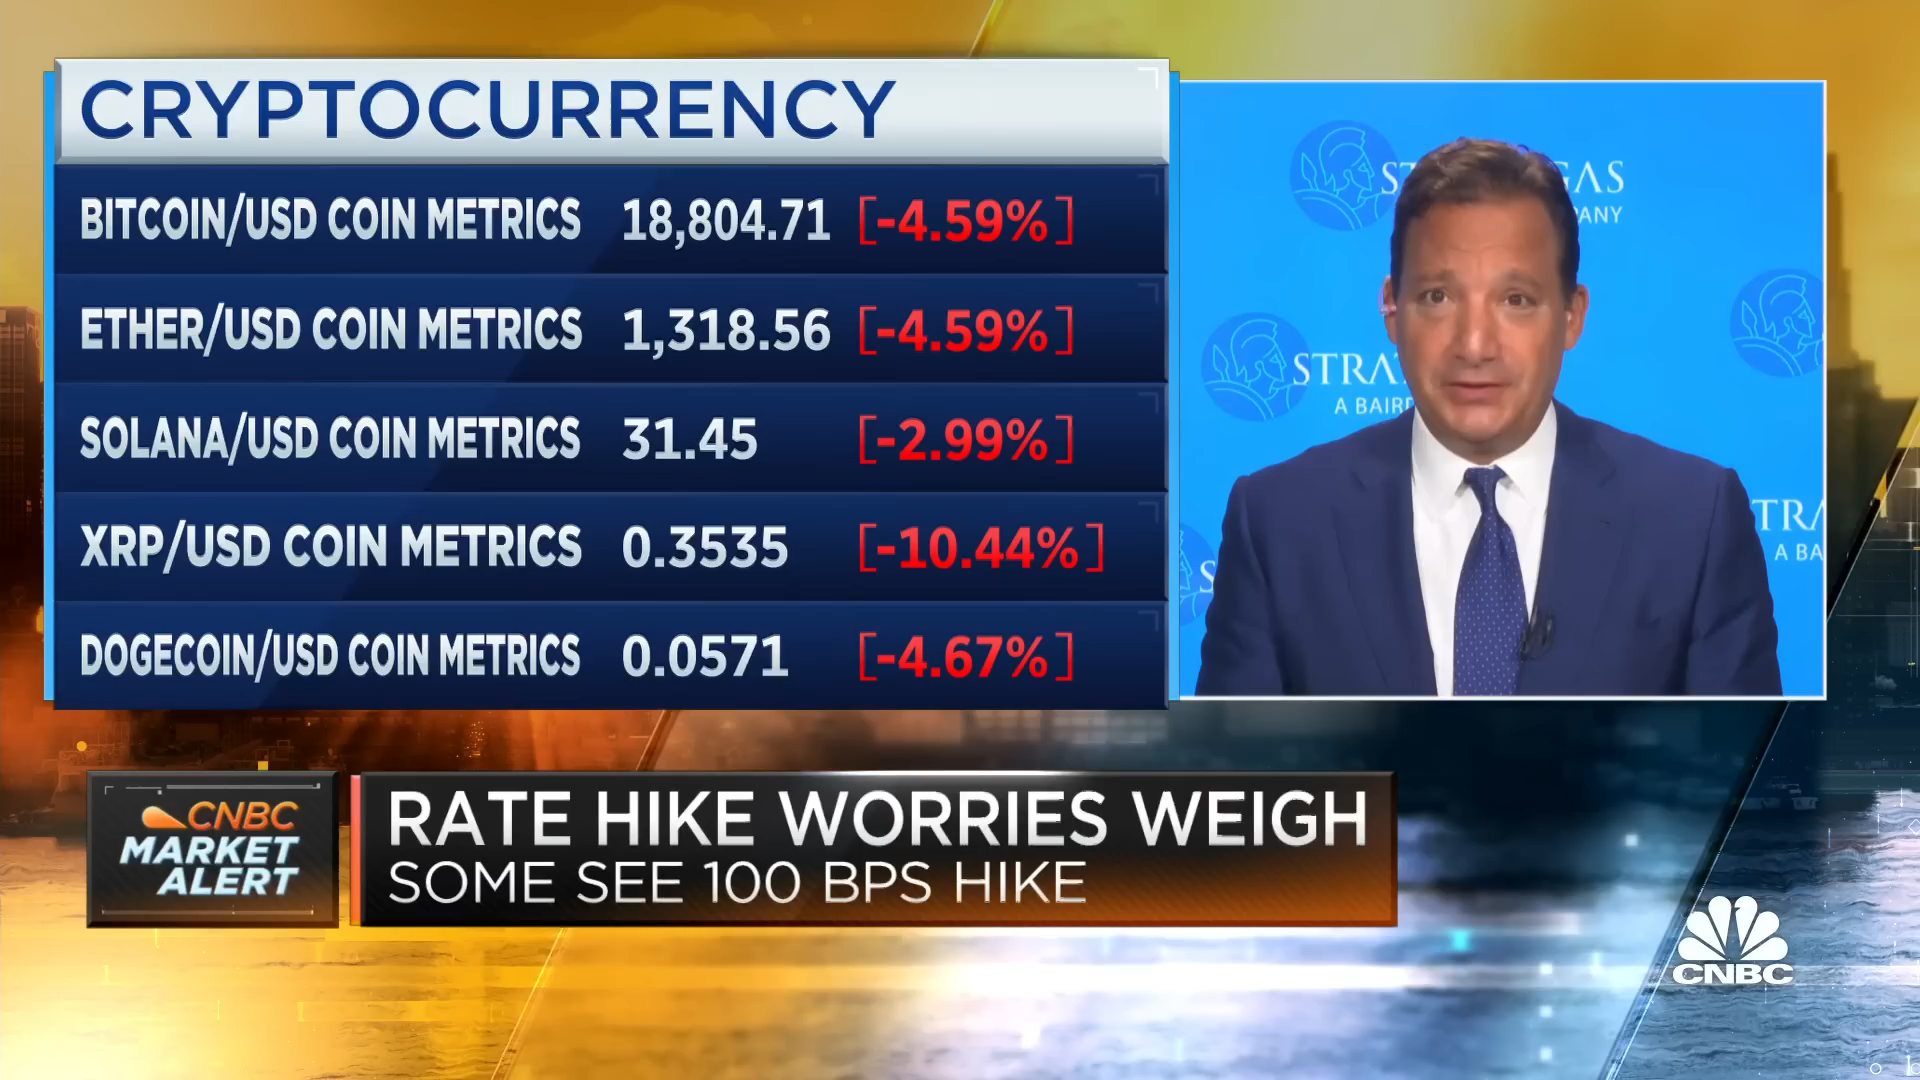 CRYPTOCURRENCY
BITCOIN/USD COIN METRICS 18,804.71 [-4.59%]
ETHER/USD COIN METRICS 1,318.56 [-4.59%]
SOLANA/USD COIN METRICS 31.45 [-2.99%]
XRP/USD COIN METRICS 0.3535 [-10.44%]
DOGECOIN/USD COIN METRICS 0.0571 [-4.67%]
CNBC
MARKET
ALERT
RATE HIKE WORRIES WEIGH
SOME SEE 100 BPS HIKE
CNBC